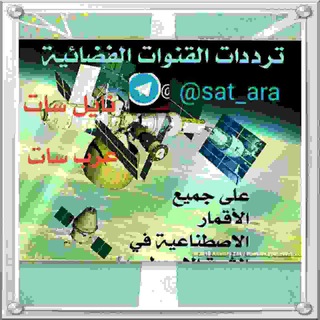 ترددات القنوات الفضائية
@sat_ara
نايل سات
عرب سات
على جميع
الأقمار
الاصطناعية في